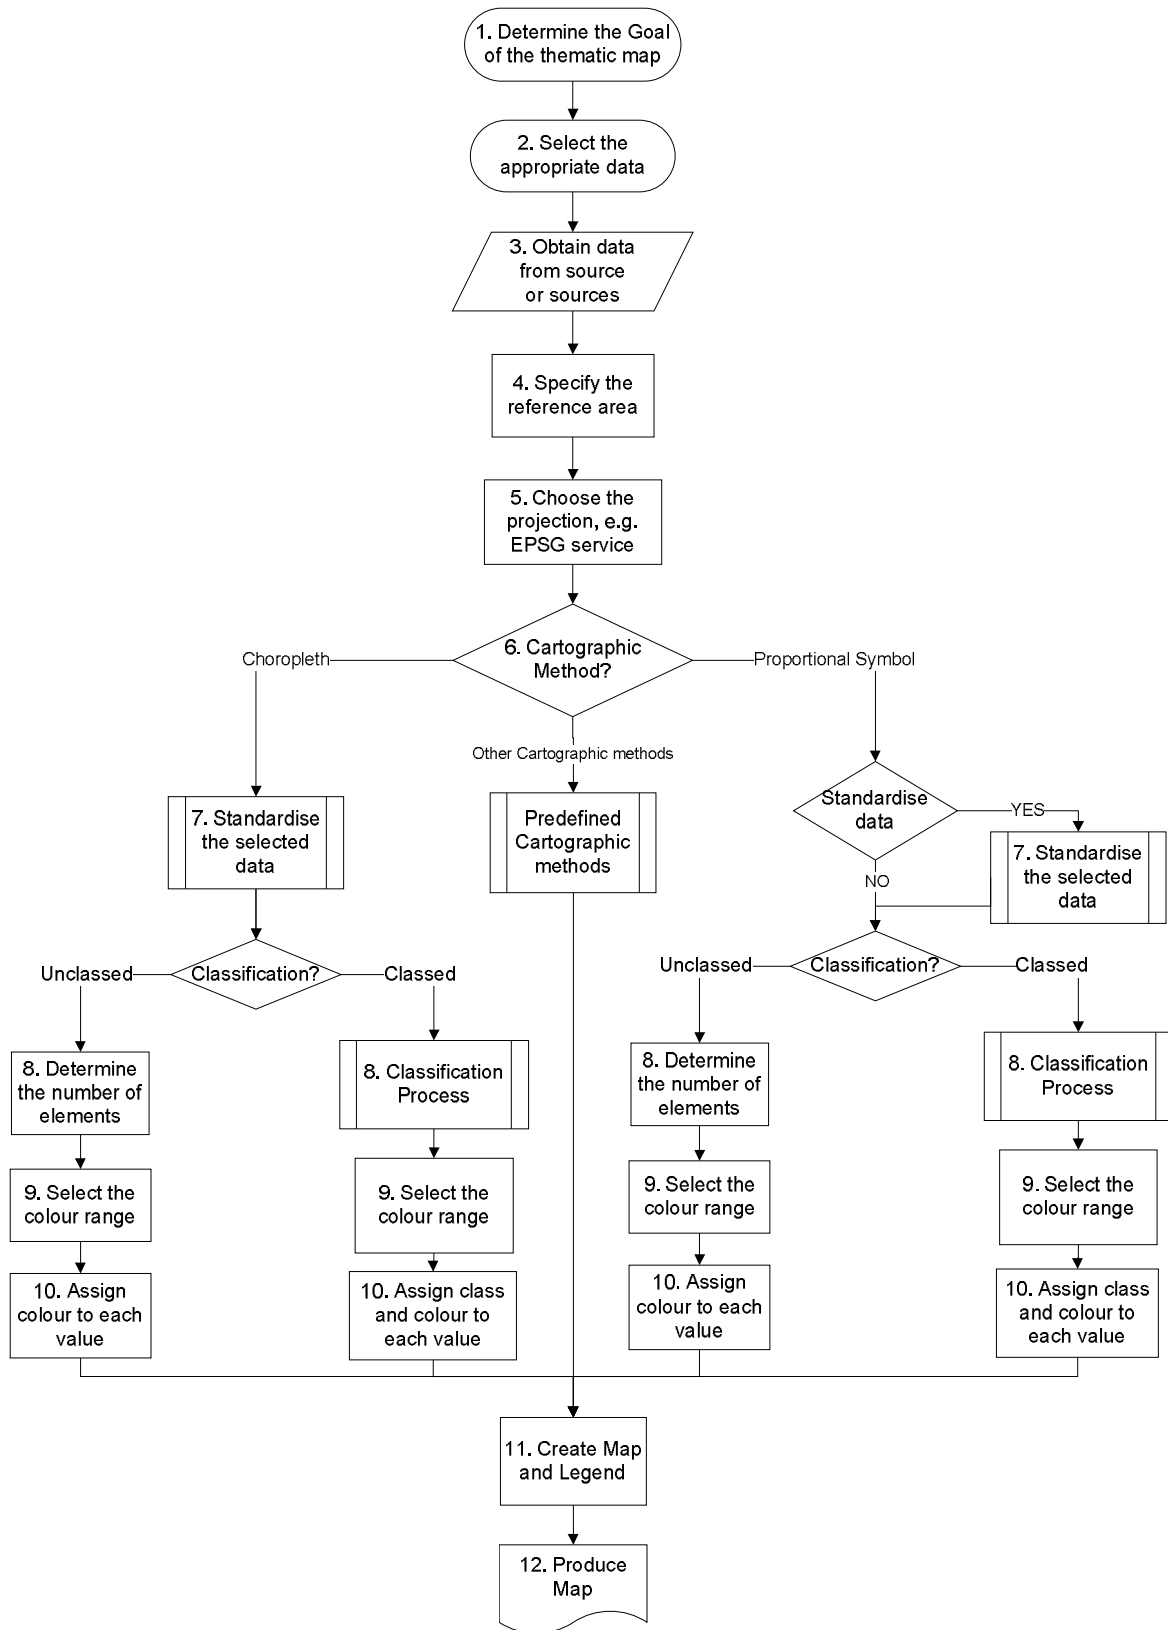 1. Determine the Goal
of the thematic map
2. Select the
appropriate data
3. Obtain data
from source
or sources
4. Specify the
reference area
5. Choose the
projection, e.g.
EPSG service
6. Cartographic
Method?
Choropleth
Proportional Symbol
Other Cartographic methods
7. Standardise
the selected
data
Predefined
Cartographic
methods
Standardise
data
YES
NO
7. Standardise
the selected
data
Classification?
Unclassed
Classed
Classification?
Unclassed
Classed
8. Determine
the number of
elements
8. Classification
Process
8. Determine
the number of
elements
8. Classification
Process
9. Select the
colour range
9. Select the
colour range
9. Select the
colour range
9. Select the
colour range
10. Assign
colour to each
value
10. Assign class
and colour to
each value
10. Assign
colour to each
value
10. Assign class
and colour to
each value
11. Create Map
and Legend
12. Produce
Map